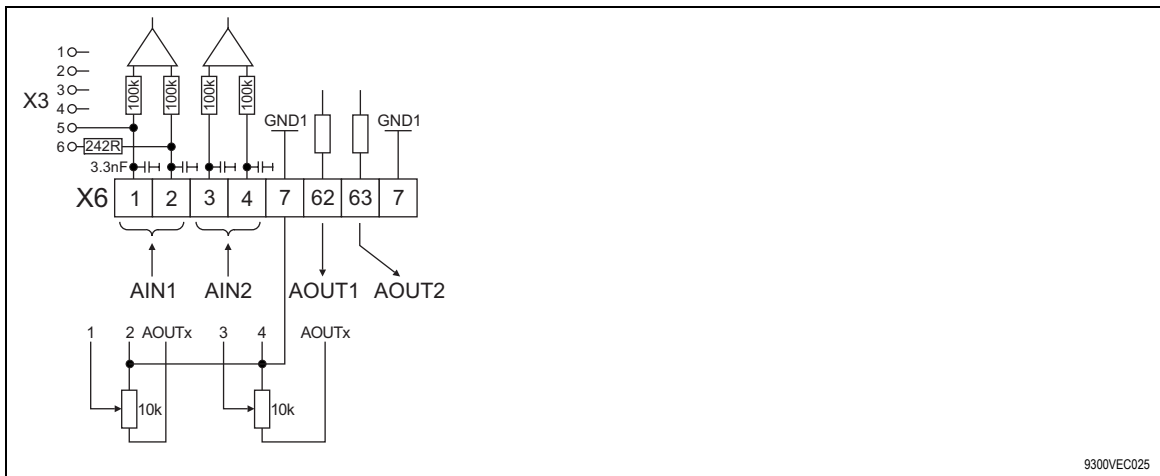 1
2
3
X3
4
5
6
242R
100k 100k 100k 100k
GND1 GND1
3.3nF
X6 1 2 3 4 7 62 63 7
AIN1 AIN2 AOUT1 AOUT2
1 2 AOUTx 3 4 AOUTx
10k 10k
9300VEC025